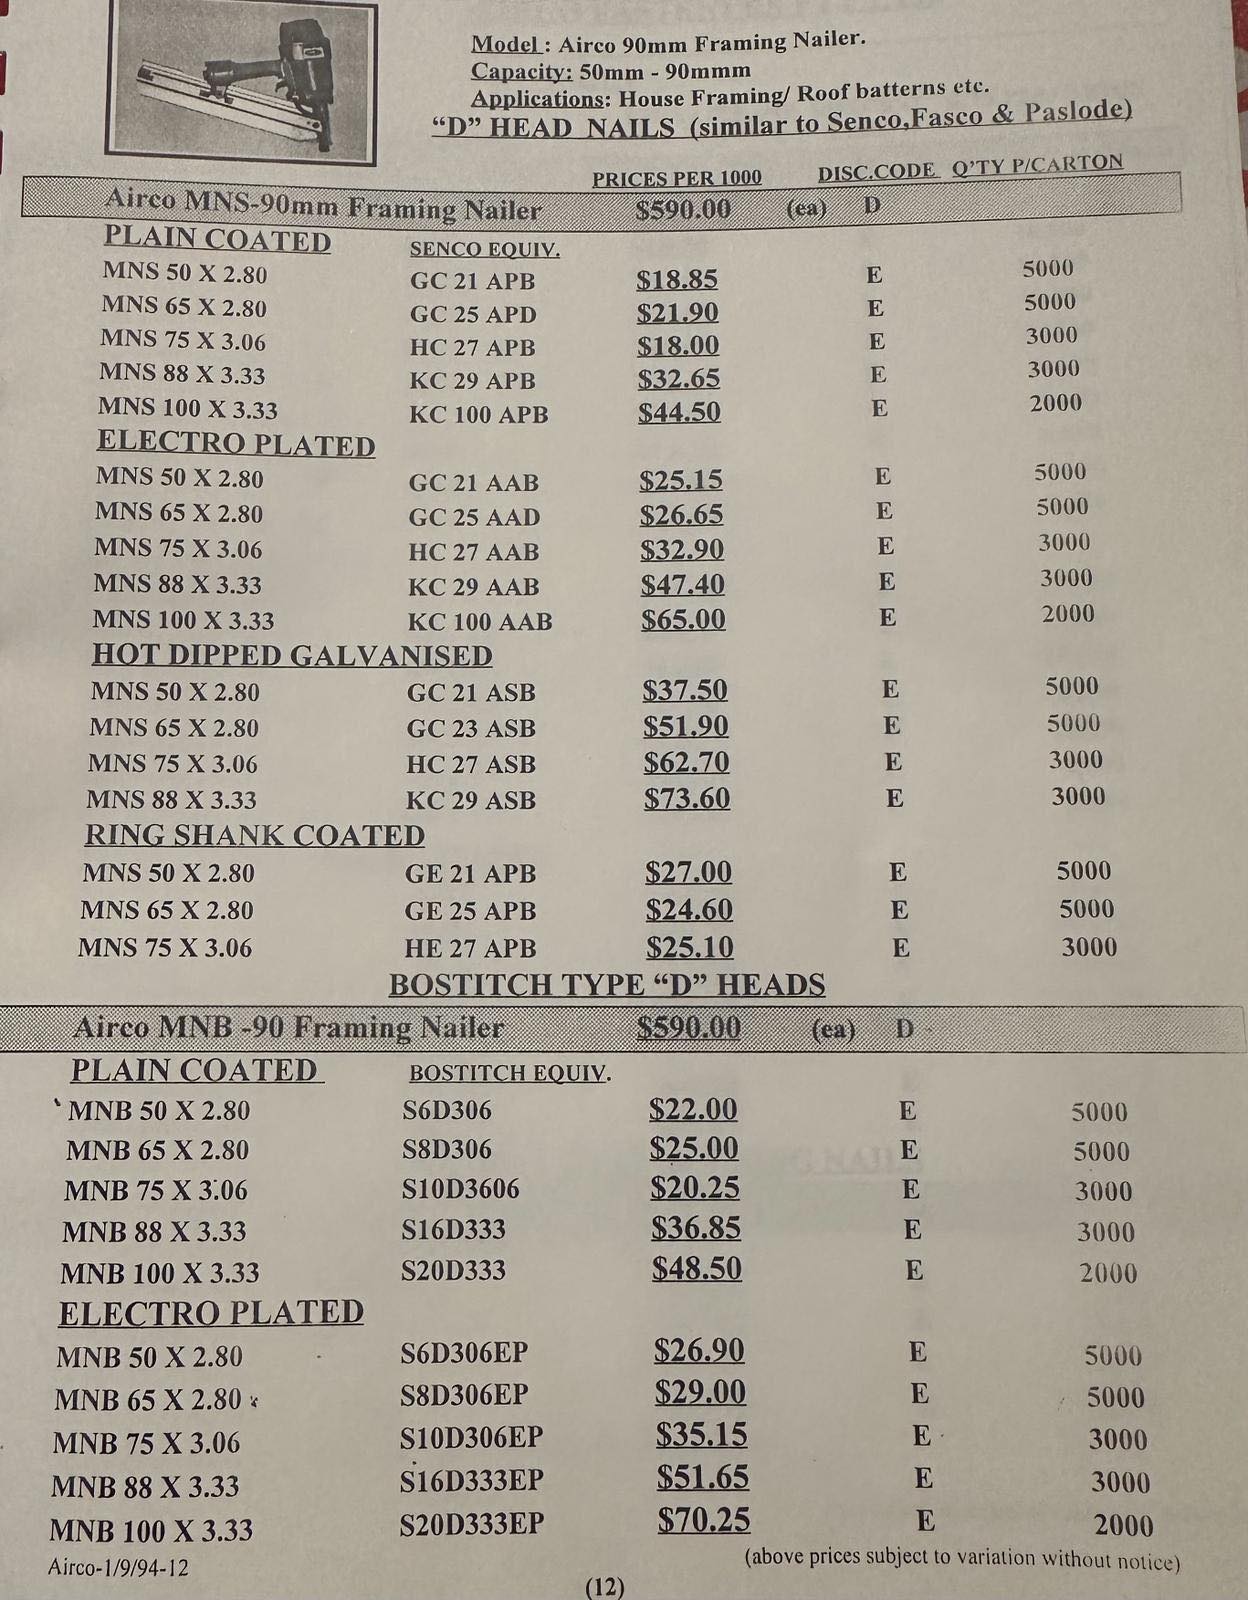 Model : Airco 90mm Framing Nailer.
Capacity: 50mm - 90mmm
Applications: House Framing/ Roof batterns etc.
“D” HEAD NAILS (similar to Senco,Fasco & Paslode)
PRICES PER 1000 DISC.CODE Q'TY P/CARTON
Airco MNS-90mm Framing Nailer $590.00 (ea) D
PLAIN COATED SENCO EQUIV.
MNS 50 X 2.80 GC 21 APB $18.85 E 5000
MNS 65 X 2.80 GC 25 APD $21.90 E 5000
MNS 75 X 3.06 HC 27 APB $18.00 E 3000
MNS 88 X 3.33 KC 29 APB $32.65 E 3000
MNS 100 X 3.33 KC 100 APB $44.50 E 2000
ELECTRO PLATED
MNS 50 X 2.80 GC 21 AAB $25.15 E 5000
MNS 65 X 2.80 GC 25 AAD $26.65 E 5000
MNS 75 X 3.06 HC 27 AAB $32.90 E 3000
MNS 88 X 3.33 KC 29 AAB $47.40 E 3000
MNS 100 X 3.33 KC 100 AAB $65.00 E 2000
HOT DIPPED GALVANISED
MNS 50 X 2.80 GC 21 ASB $37.50 E 5000
MNS 65 X 2.80 GC 23 ASB $51.90 E 5000
MNS 75 X 3.06 HC 27 ASB $62.70 E 3000
MNS 88 X 3.33 KC 29 ASB $73.60 E 3000
RING SHANK COATED
MNS 50 X 2.80 GE 21 APB $27.00 E 5000
MNS 65 X 2.80 GE 25 APB $24.60 E 5000
MNS 75 X 3.06 HE 27 APB $25.10 E 3000
BOSTITCH TYPE “D” HEADS
Airco MNB -90 Framing Nailer $590.00 (ea) D
PLAIN COATED BOSTITCH EQUIV.
MNB 50 X 2.80 S6D306 $22.00 E 5000
MNB 65 X 2.80 S8D306 $25.00 E 5000
MNB 75 X 3.06 S10D3606 $20.25 E 3000
MNB 88 X 3.33 S16D333 $36.85 E 3000
MNB 100 X 3.33 S20D333 $48.50 E 2000
ELECTRO PLATED
MNB 50 X 2.80 S6D306EP $26.90 E 5000
MNB 65 X 2.80 S8D306EP $29.00 E 5000
MNB 75 X 3.06 S10D306EP $35.15 E 3000
MNB 88 X 3.33 S16D333EP $51.65 E 3000
MNB 100 X 3.33 S20D333EP $70.25 E 2000
Airco-1/9/94-12 (above prices subject to variation without notice)
(12)